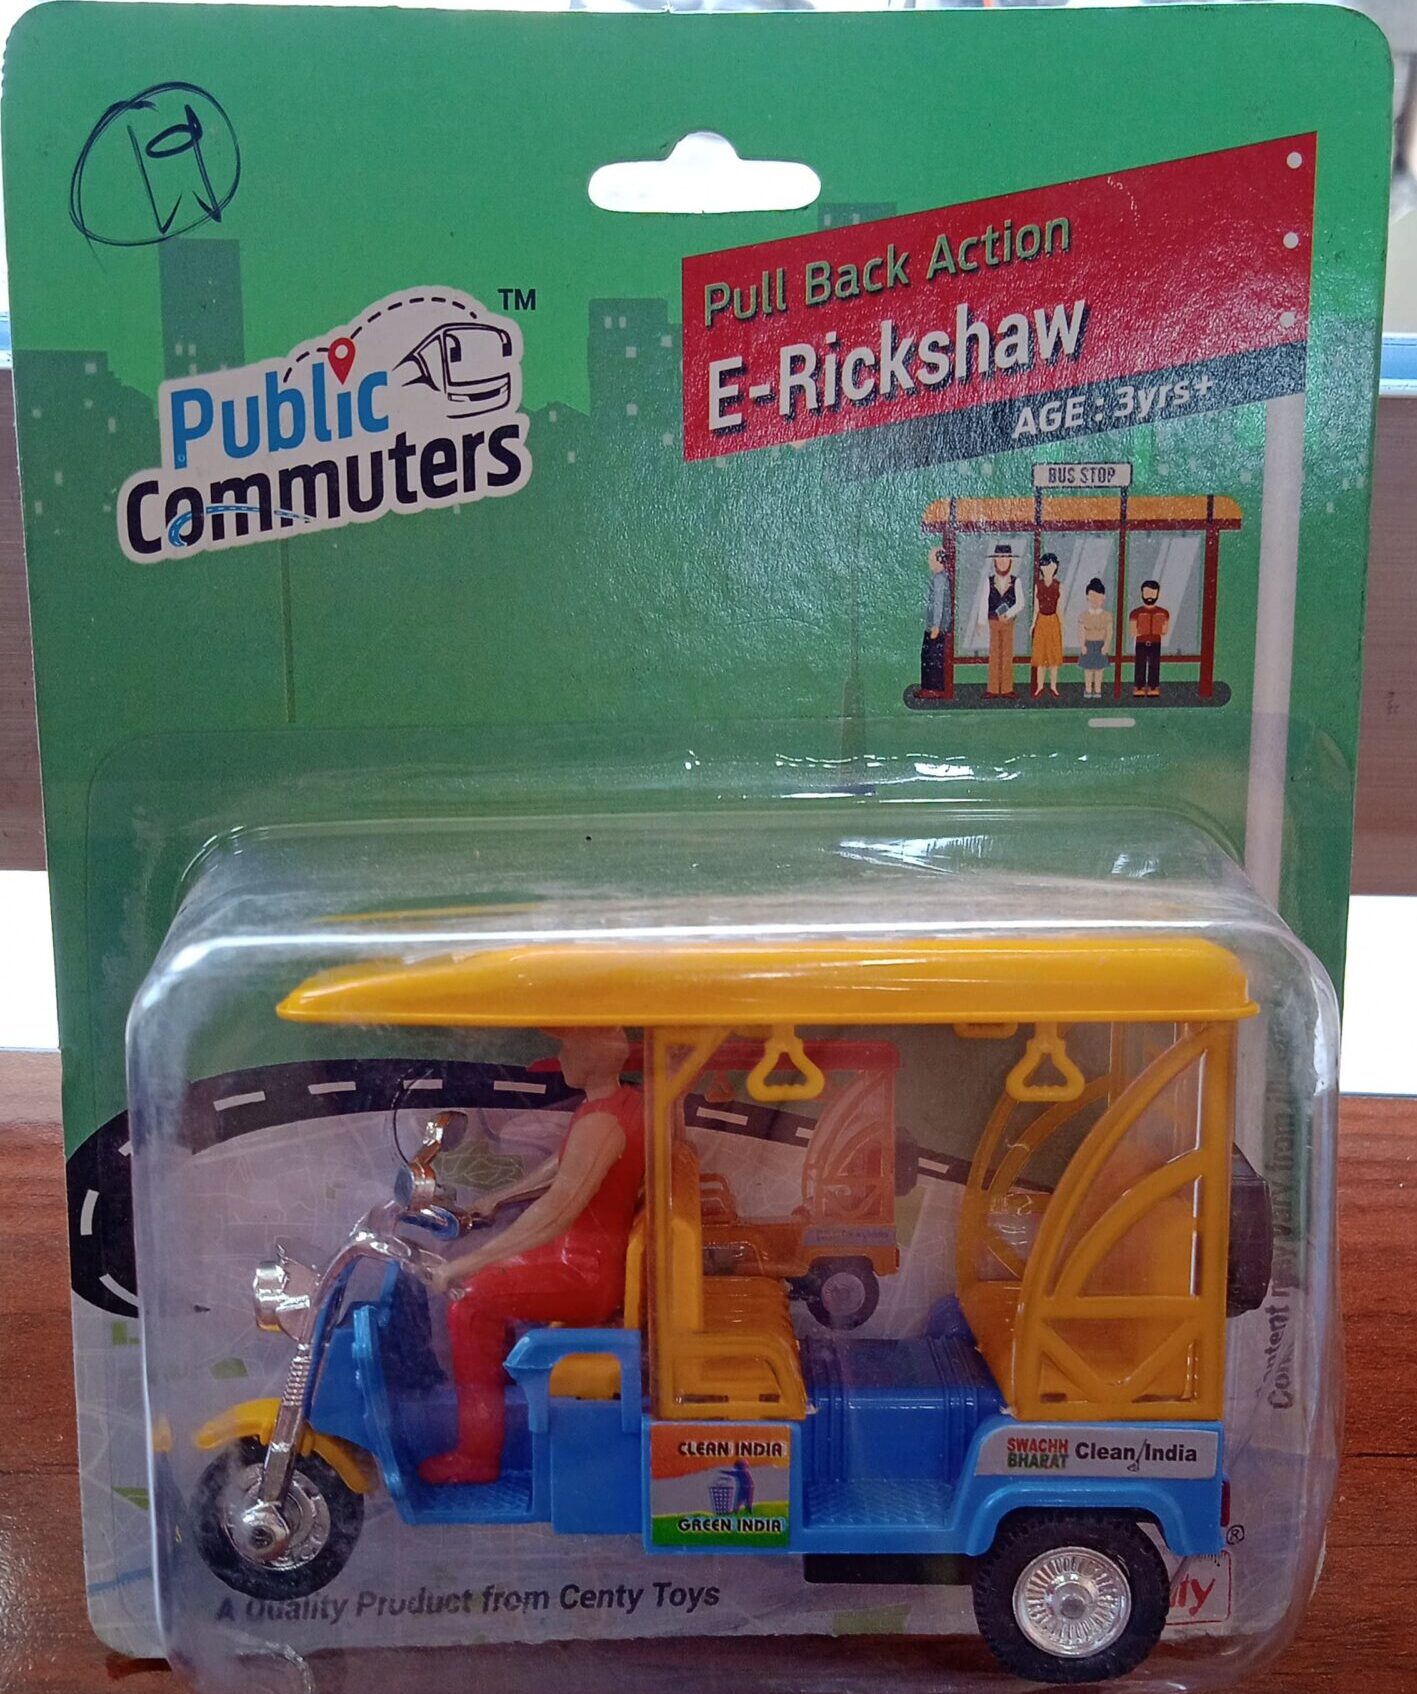 Pull Back Action
E-Rickshaw
AGE : 3yrs+
TM
Public
Commuters
BUS STOP
CLEAN INDIA
GREEN INDIA
SWACHH
BHARAT
Clean India
®
A Quality Product from Centy Toys